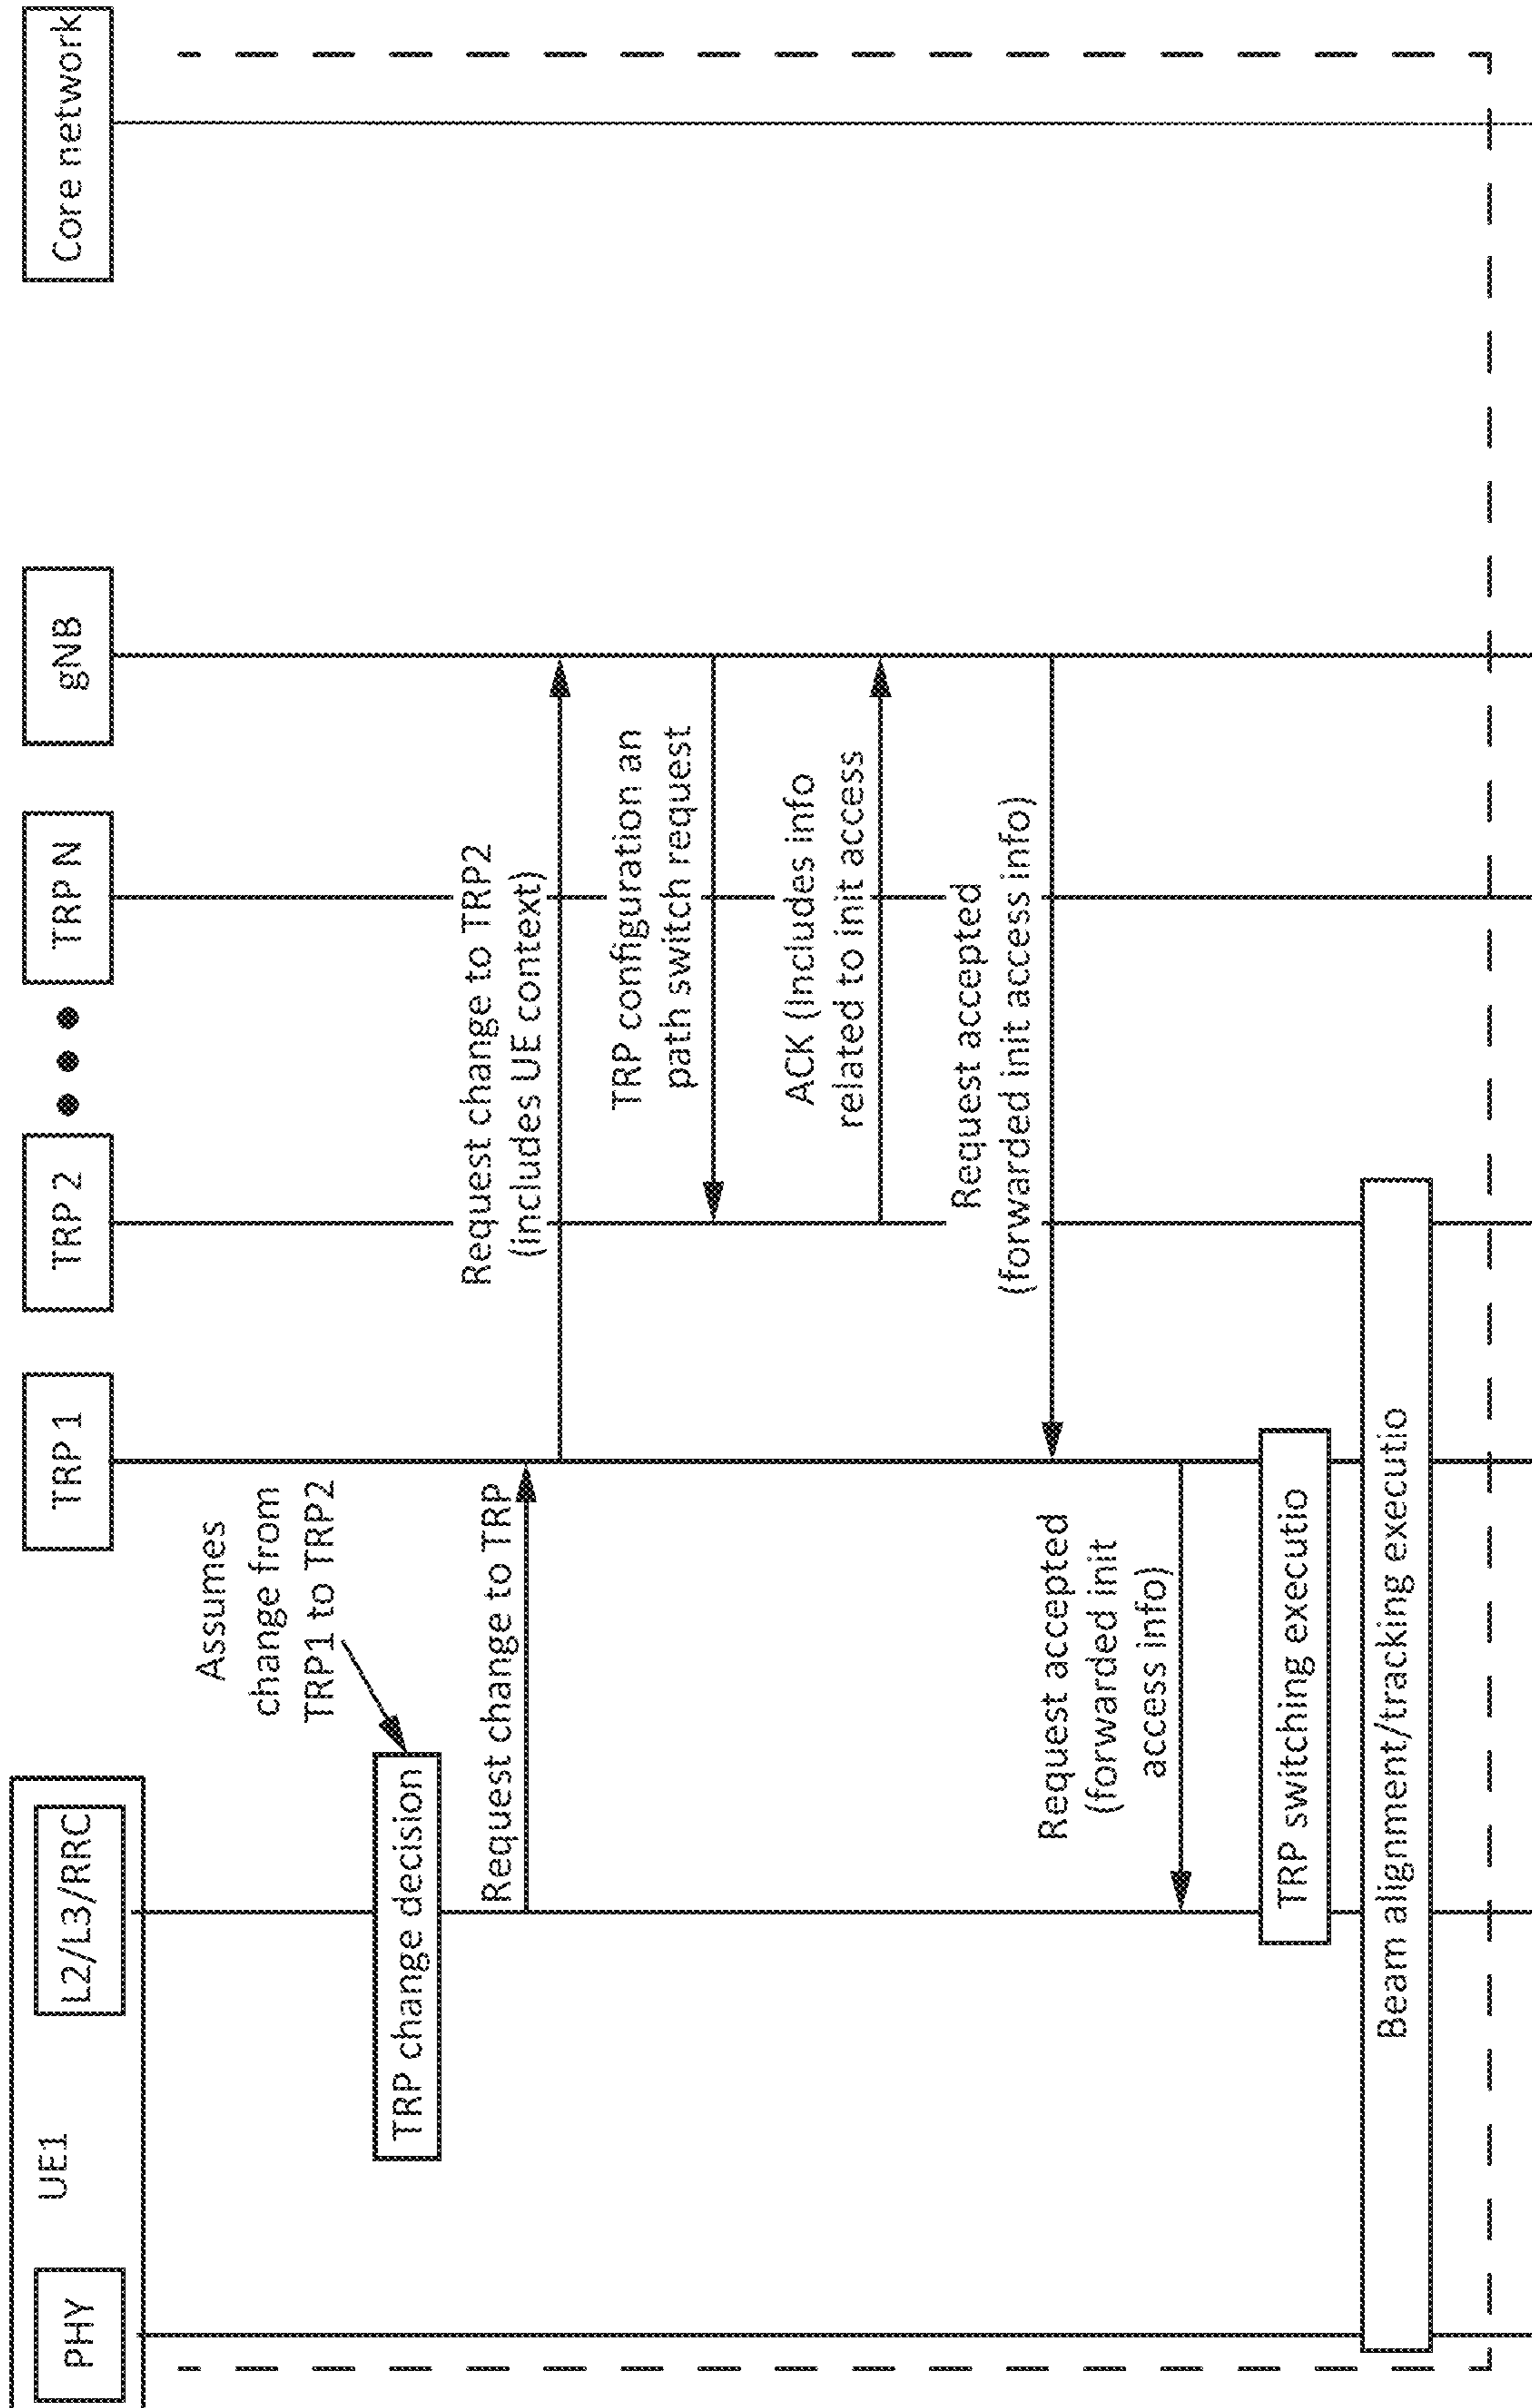 UE1
PHY
L2/L3/RRC
TRP 1
TRP 2
TRP N
gNB
Core network
Assumes
change from
TRP1 to TRP2
TRP change decision
Request change to TRP
Request change to TRP2
(includes UE context)
TRP configuration an
path switch request
ACK (Includes info
related to init access
Request accepted
(forwarded init access info)
Request accepted
(forwarded init
access info)
TRP switching executio
Beam alignment/tracking executio